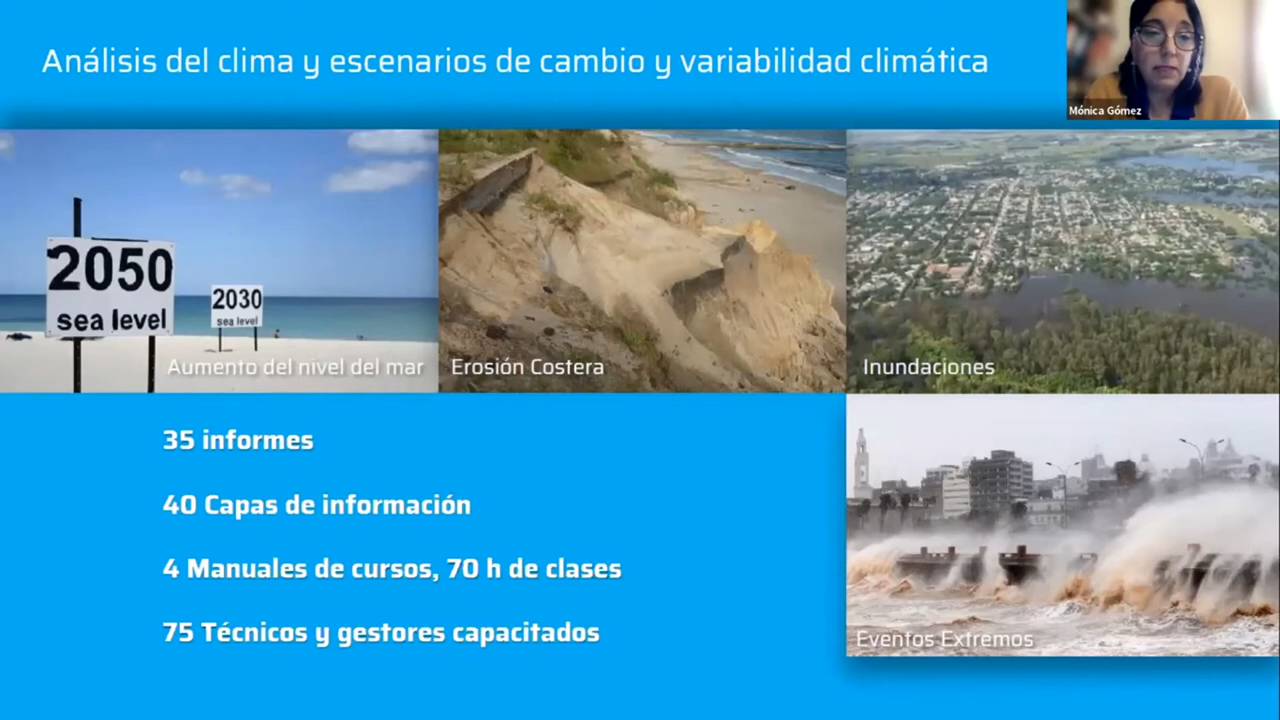 Análisis del clima y escenarios de cambio y variabilidad climática
Mónica Gómez
2050
sea level
2030
sea level
Aumento del nivel del mar
Erosión Costera
Inundaciones
35 informes
40 Capas de información
4 Manuales de cursos, 70 h de clases
75 Técnicos y gestores capacitados
Eventos Extremos